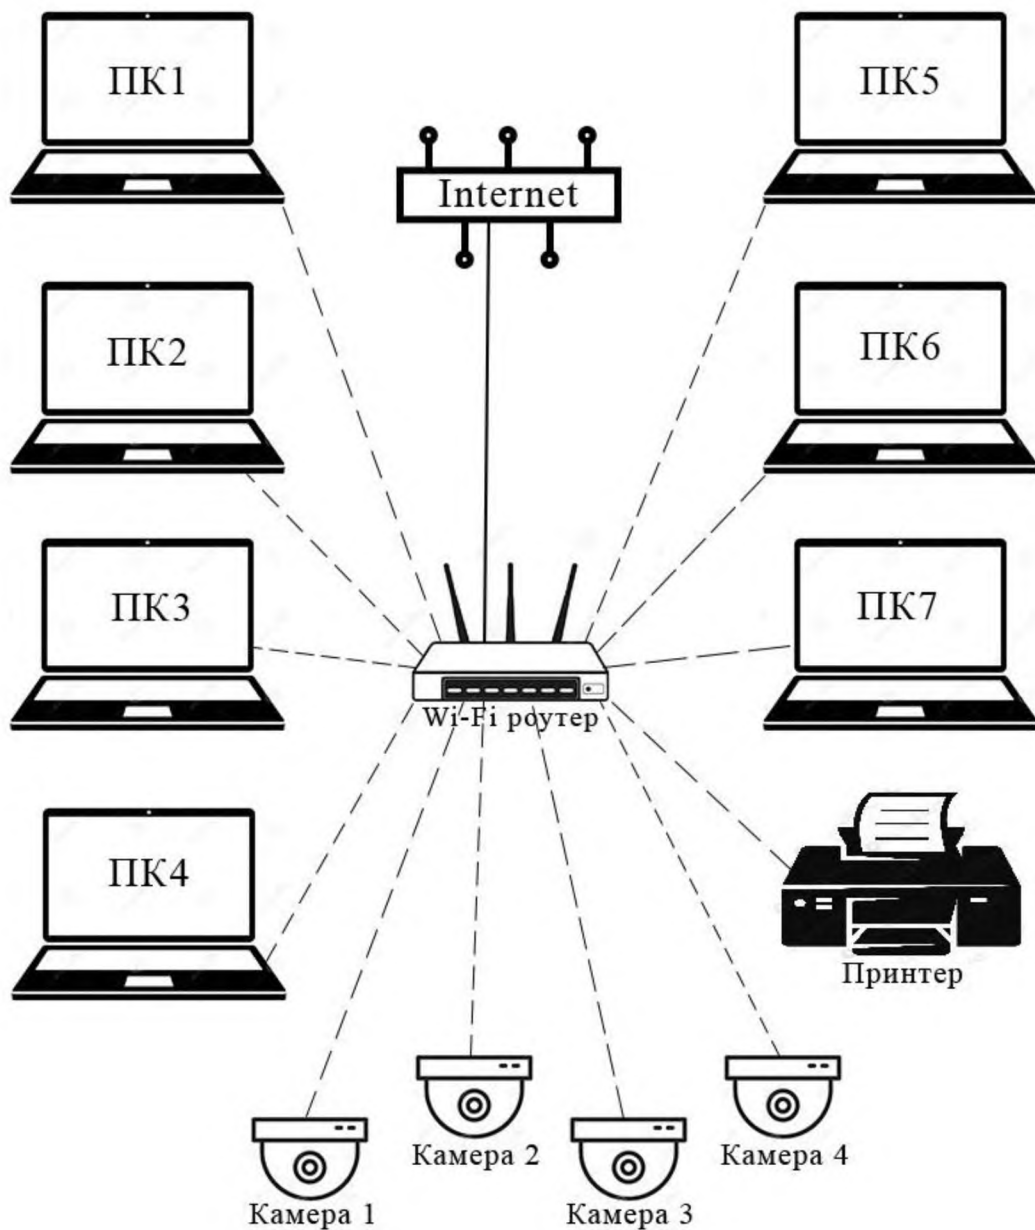 ПК1
ПК5
Internet
ПК2
ПК6
ПК3
ПК7
Wi-Fi роутер
ПК4
Принтер
Камера 2
Камера 4
Камера 1
Камера 3